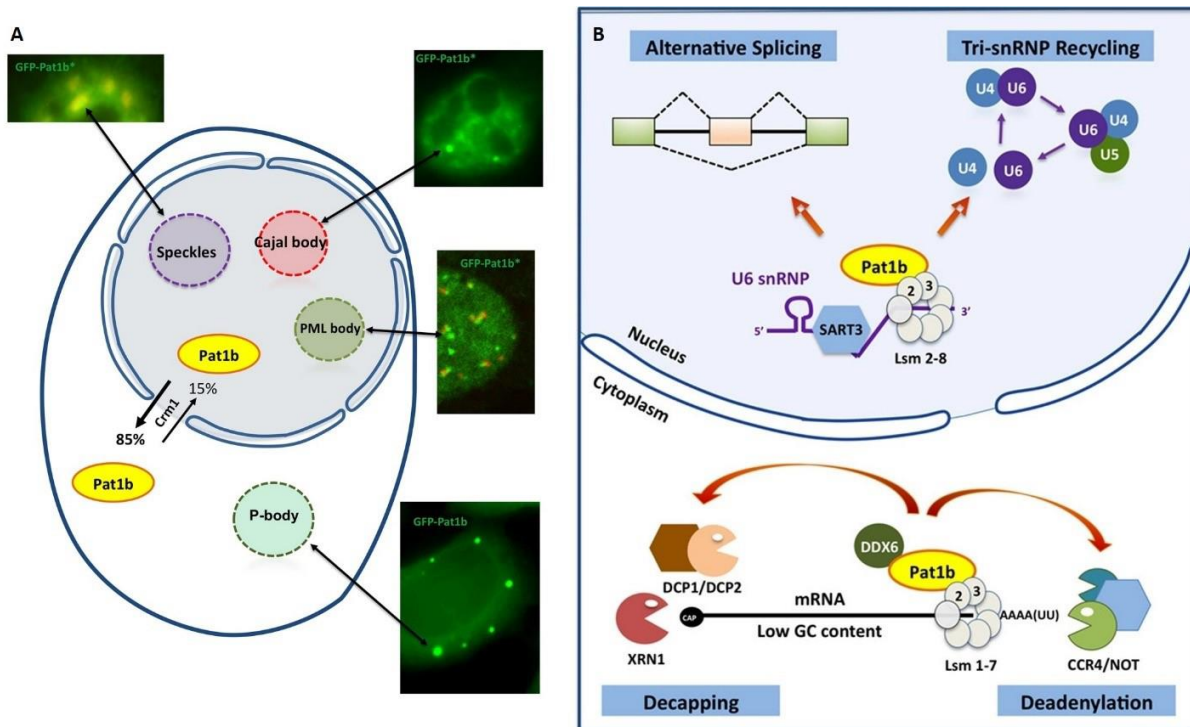 A
GFP-Pat1b*
GFP-Pat1b*
Speckles
Cajal body
GFP-Pat1b*
PML body
Pat1b
15%
Crm1
85%
Pat1b
P-body
GFP-Pat1b
B
Alternative Splicing
Tri-snRNP Recycling
U4
U6
U6
U4
U5
U4
U6
Pat1b
U6 snRNP
2
3
5’
SART3
3’
Lsm 2-8
Nucleus
Cytoplasm
DDX6
Pat1b
DCP1/DCP2
2
3
mRNA
CAP
AAAA(UU)
Low GC content
XRN1
Lsm 1-7
CCR4/NOT
Decapping
Deadenylation